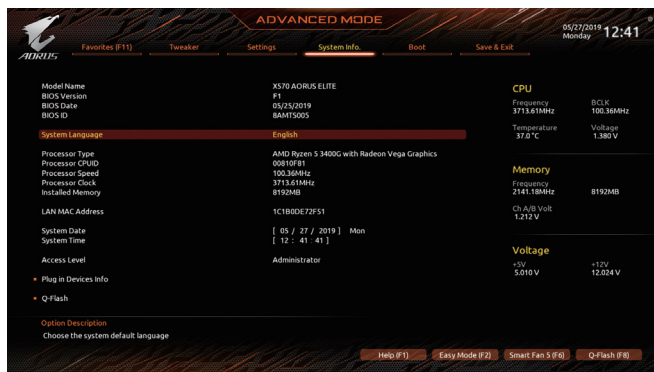 ADVANCED MODE
05/27/2019 Monday 12:41
AORUS
Favorites (F11) Tweaker Settings System Info. Boot Save & Exit
Model Name X570 AORUS ELITE
BIOS Version F1
BIOS Date 05/25/2019
BIOS ID 8AMTS005
System Language English
Processor Type AMD Ryzen 5 3400G with Radeon Vega Graphics
Processor CPUID 00810F81
Processor Speed 100.36MHz
Processor Clock 3713.61MHz
Installed Memory 8192MB
LAN MAC Address 1C1B0DE72F51
System Date [ 05 / 27 / 2019 ] Mon
System Time [ 12 : 41 : 41 ]
Access Level Administrator
Plug in Devices Info
Q-Flash
Option Description
Choose the system default language
CPU
Frequency BCLK
3713.61MHz 100.36MHz
Temperature Voltage
37.0 °C 1.380 V
Memory
Frequency
2141.18MHz 8192MB
Ch A/B Volt
1.212 V
Voltage
+5V +12V
5.010 V 12.024 V
Help (F1) Easy Mode (F2) Smart Fan 5 (F6) Q-Flash (F8)